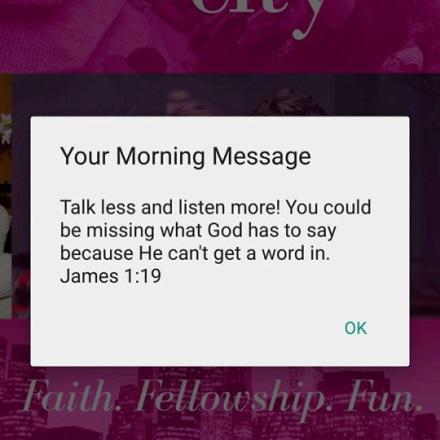 City
Your Morning Message
Talk less and listen more! You could
be missing what God has to say
because He can't get a word in.
James 1:19
OK
Faith. Fellowship. Fun.